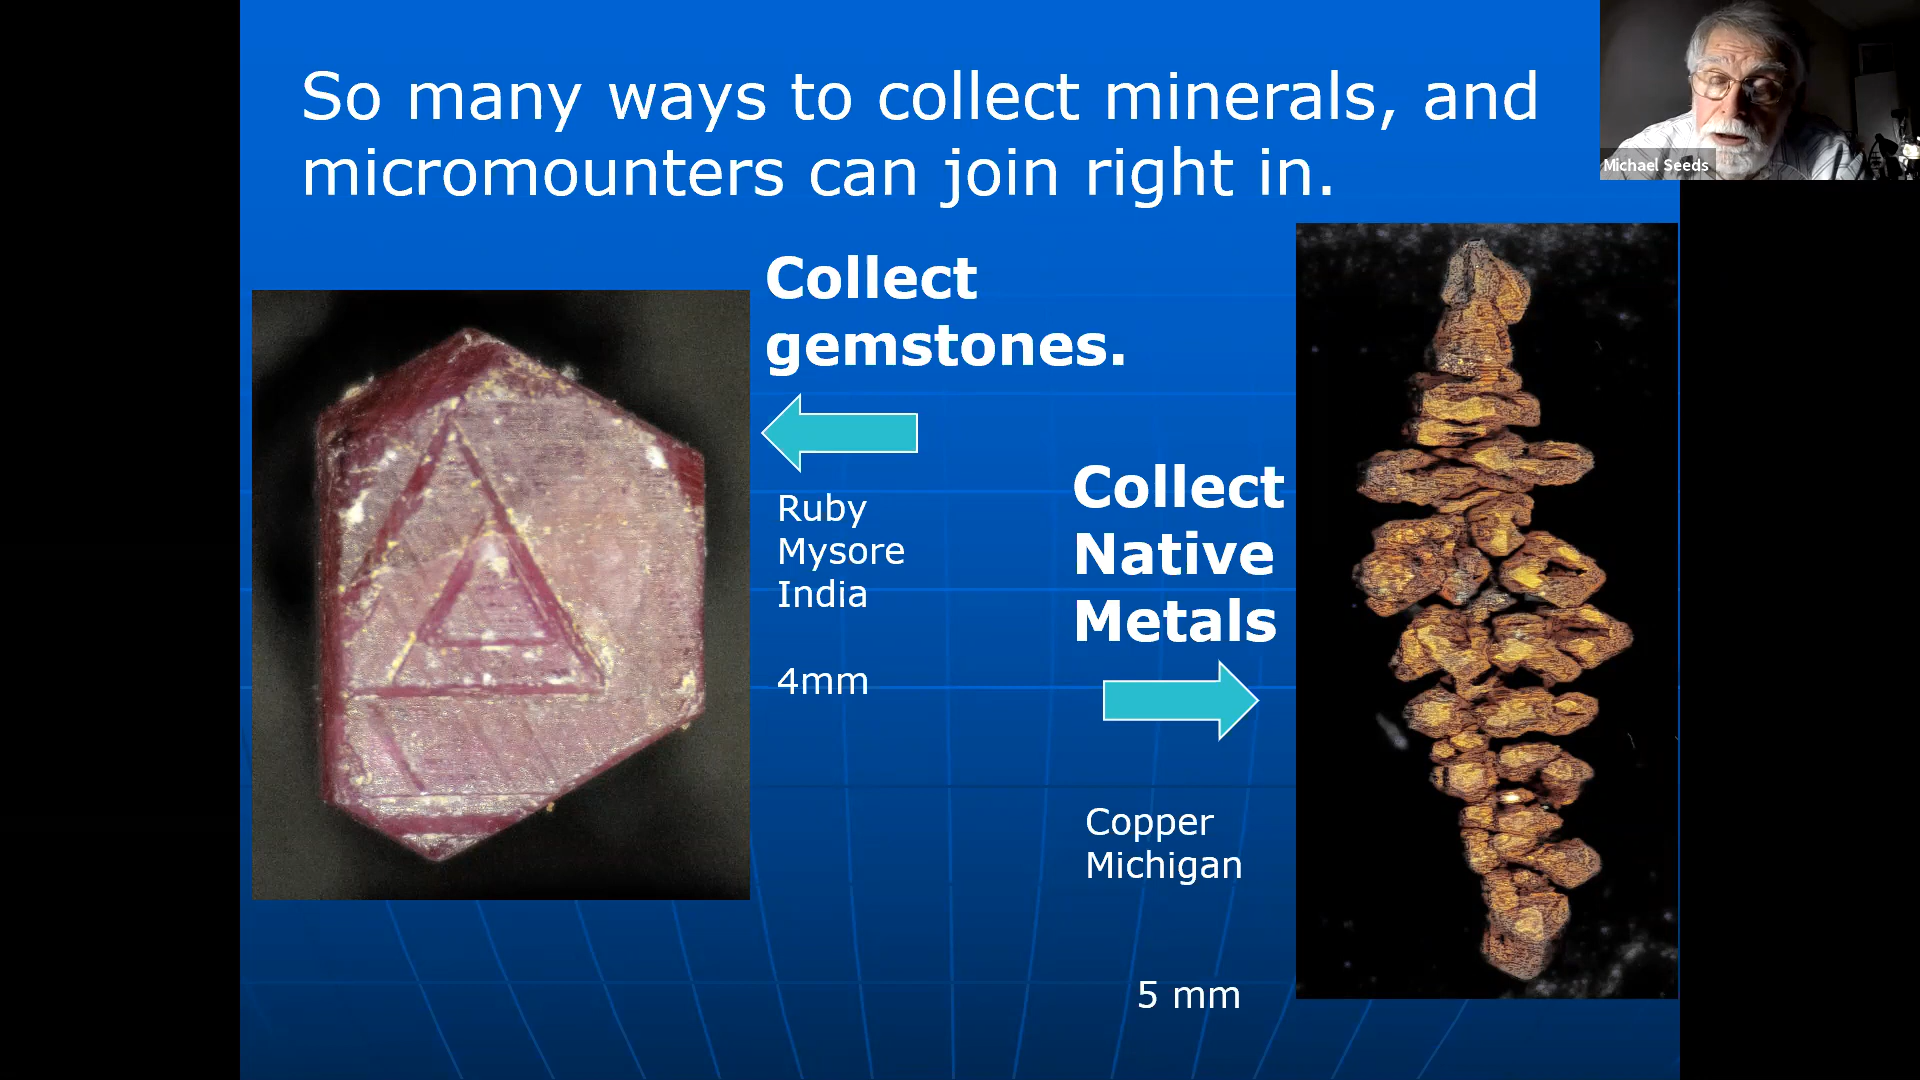 So many ways to collect minerals, and
micromounters can join right in.
Michael Seeds
Collect
gemstones.
Ruby
Mysore
India
4mm
Collect
Native
Metals
Copper
Michigan
5 mm